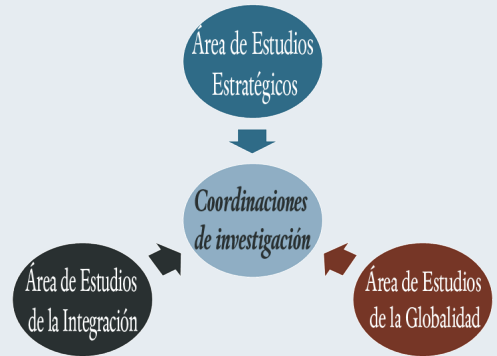 Área de Estudios
Estratégicos
Coordinaciones
de investigación
Área de Estudios
de la Integración
Área de Estudios
de la Globalidad